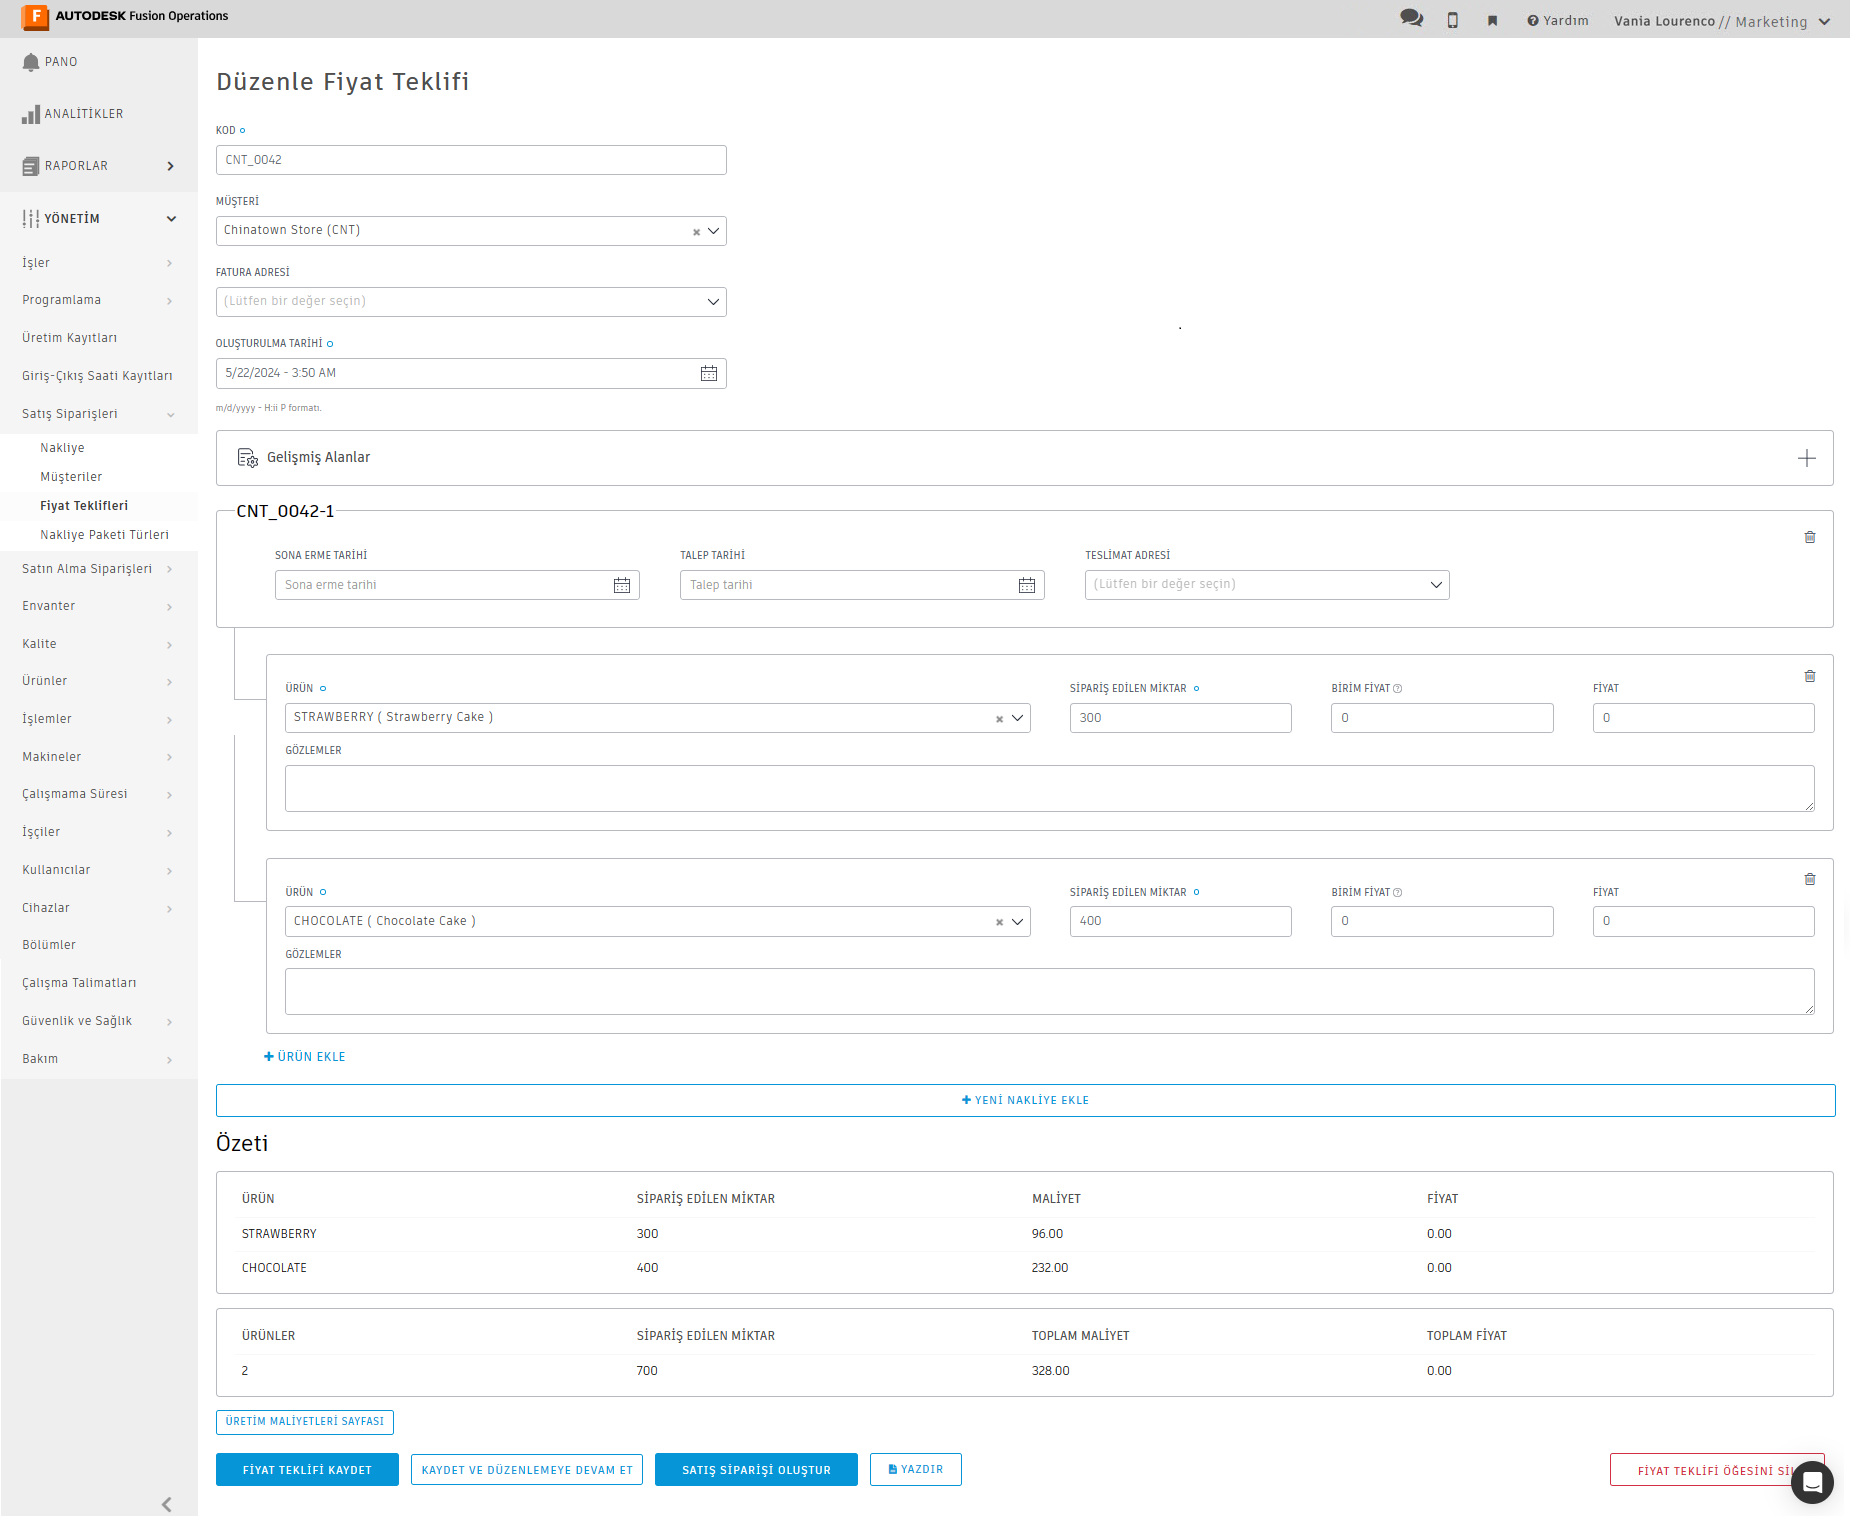 AUTODESK Fusion Operations
Yardım
Vania Lourenco // Marketing
PANO
ANALİTİKLER
RAPORLAR
YÖNETİM
İşler
Programlama
Üretim Kayıtları
Giriş-Çıkış Saati Kayıtları
Satış Siparişleri
Nakliye
Müşteriler
Fiyat Teklifleri
Nakliye Paketi Türleri
Satın Alma Siparişleri
Envanter
Kalite
Ürünler
İşlemler
Makineler
Çalışmama Süresi
İşçiler
Kullanıcılar
Cihazlar
Bölümler
Çalışma Talimatları
Güvenlik ve Sağlık
Bakım
Düzenle Fiyat Teklifi
KOD
CNT_0042
MÜŞTERİ
Chinatown Store (CNT)
FATURA ADRESİ
(Lütfen bir değer seçin)
OLUŞTURULMA TARİHİ
5/22/2024 - 3:50 AM
m/d/yyyy - H:ii P formatı.
Gelişmiş Alanlar
CNT_0042-1
SONA ERME TARİHİ TALEP TARİHİ TESLİMAT ADRESİ
Sona erme tarihi Talep tarihi (Lütfen bir değer seçin)
ÜRÜN SİPARİŞ EDİLEN MİKTAR BİRİM FİYAT FİYAT
STRAWBERRY ( Strawberry Cake ) 300 0 0
GÖZLEMLER
ÜRÜN SİPARİŞ EDİLEN MİKTAR BİRİM FİYAT FİYAT
CHOCOLATE ( Chocolate Cake ) 400 0 0
GÖZLEMLER
+ ÜRÜN EKLE
+ YENİ NAKLİYE EKLE
Özeti
ÜRÜN SİPARİŞ EDİLEN MİKTAR MALİYET FİYAT
STRAWBERRY 300 96.00 0.00
CHOCOLATE 400 232.00 0.00
ÜRÜNLER SİPARİŞ EDİLEN MİKTAR TOPLAM MALİYET TOPLAM FİYAT
2 700 328.00 0.00
ÜRETİM MALİYETLERİ SAYFASI
FİYAT TEKLİFİ KAYDET KAYDET VE DÜZENLEMEYE DEVAM ET SATIŞ SİPARİŞİ OLUŞTUR YAZDIR FİYAT TEKLİFİ ÖĞESİNİ